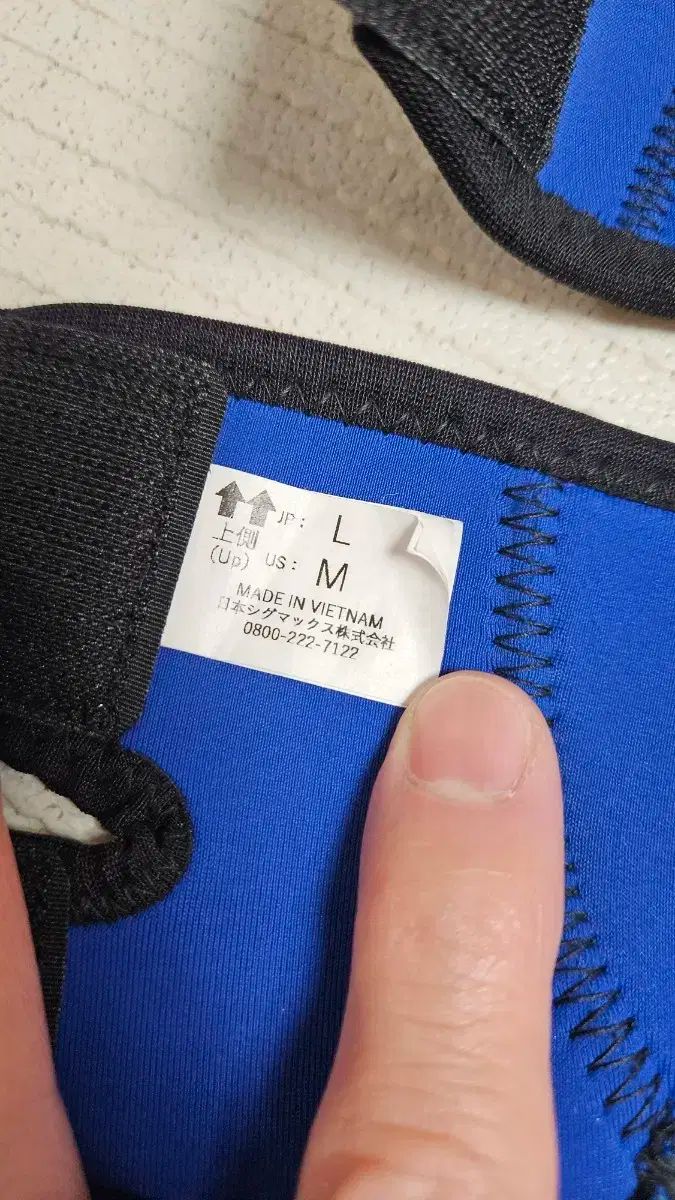 JP: L
上側
(Up) US: M
MADE IN VIETNAM
日本シグマックス株式会社
0800-222-7122